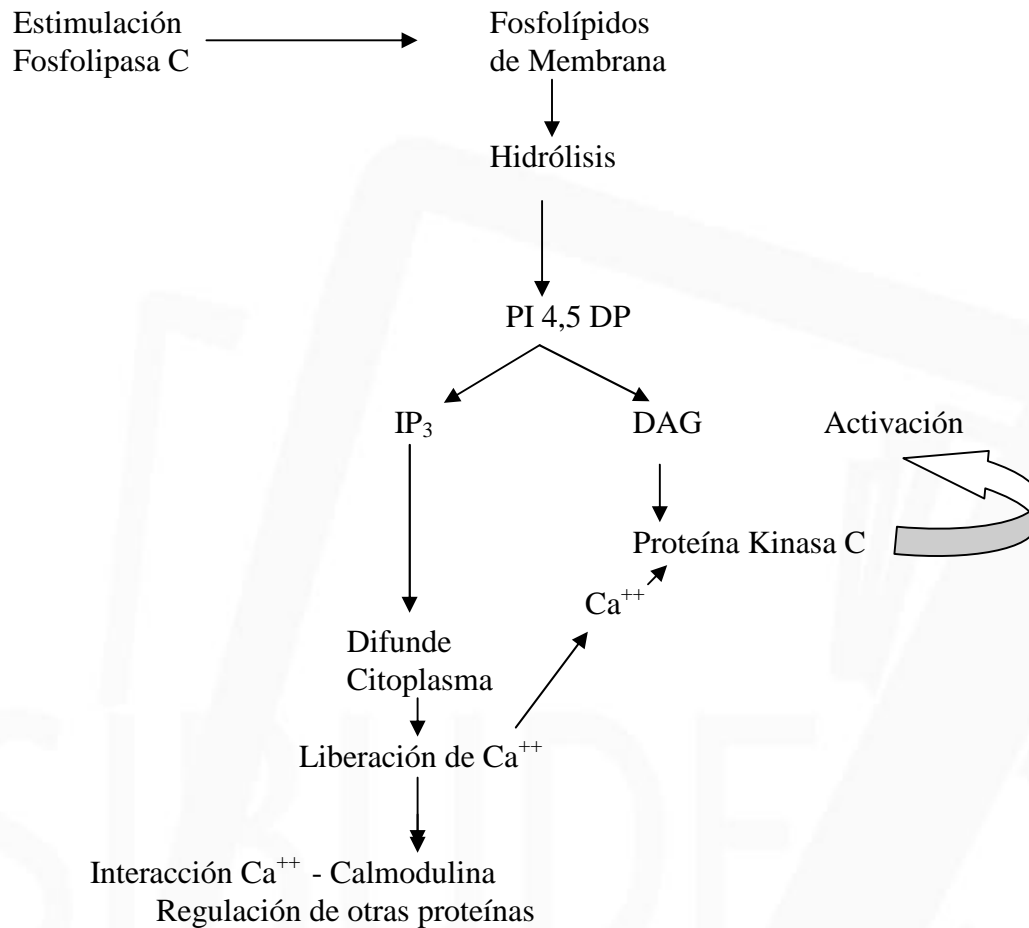 Estimulación
Fosfolipasa C
Fosfolípidos
de Membrana
Hidrólisis
PI 4,5 DP
IP₃
DAG
Activación
Proteína Kinasa C
Ca⁺⁺
Difunde
Citoplasma
Liberación de Ca⁺⁺
Interacción Ca⁺⁺ - Calmodulina
Regulación de otras proteínas